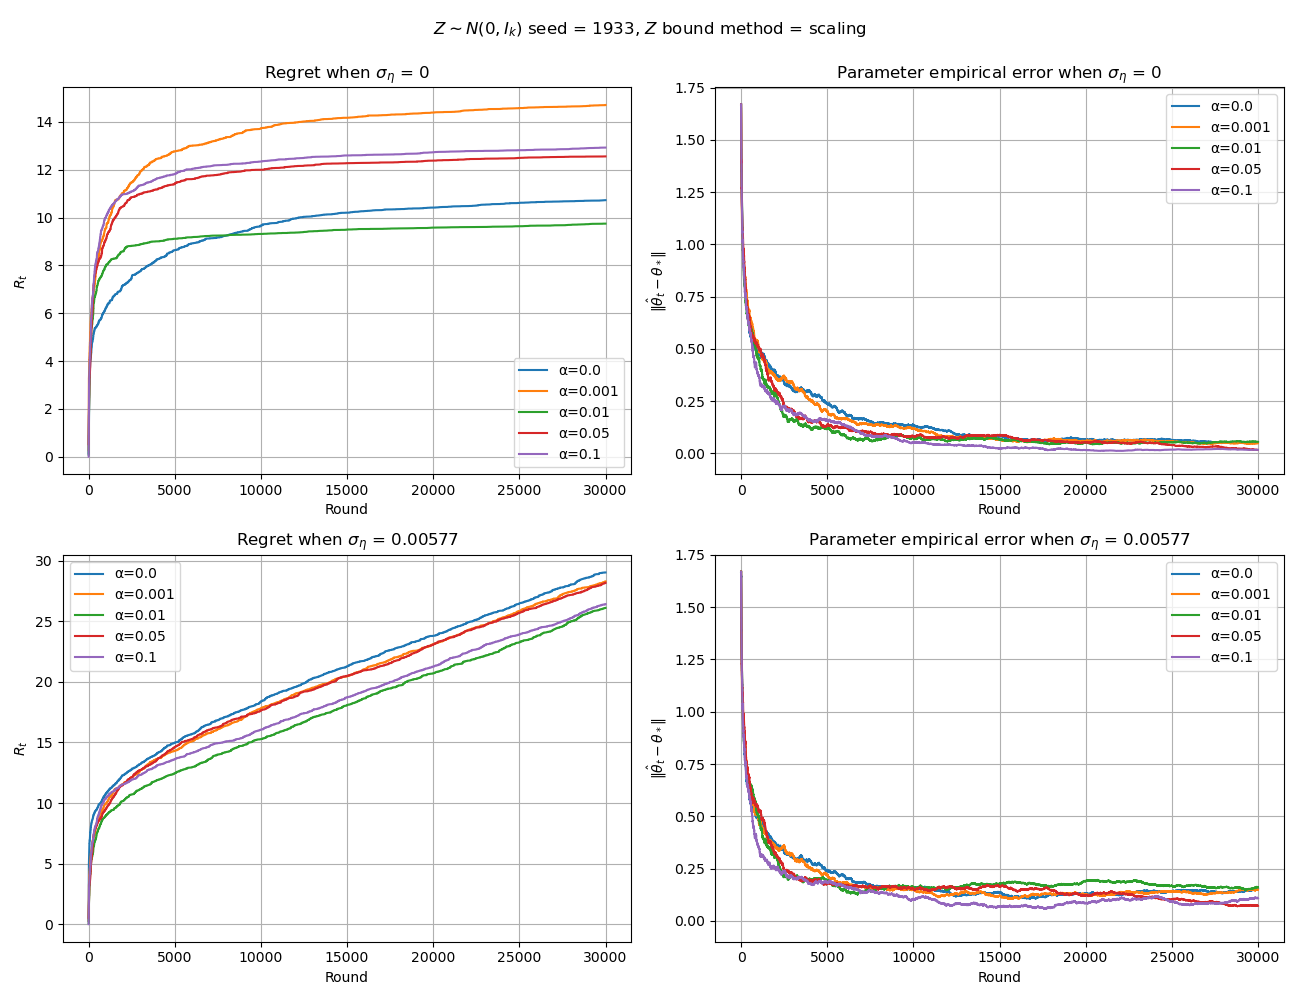 Z ~ N(0, I_k) seed = 1933, Z bound method = scaling
Regret when σ_η = 0
R_t
14
12
10
8
6
4
2
0
0 5000 10000 15000 20000 25000 30000
Round
α=0.0
α=0.001
α=0.01
α=0.05
α=0.1
Parameter empirical error when σ_η = 0
‖θ̂_t − θ_*‖
1.75
1.50
1.25
1.00
0.75
0.50
0.25
0.00
0 5000 10000 15000 20000 25000 30000
Round
α=0.0
α=0.001
α=0.01
α=0.05
α=0.1
Regret when σ_η = 0.00577
R_t
30
25
20
15
10
5
0
0 5000 10000 15000 20000 25000 30000
Round
α=0.0
α=0.001
α=0.01
α=0.05
α=0.1
Parameter empirical error when σ_η = 0.00577
‖θ̂_t − θ_*‖
1.75
1.50
1.25
1.00
0.75
0.50
0.25
0.00
0 5000 10000 15000 20000 25000 30000
Round
α=0.0
α=0.001
α=0.01
α=0.05
α=0.1